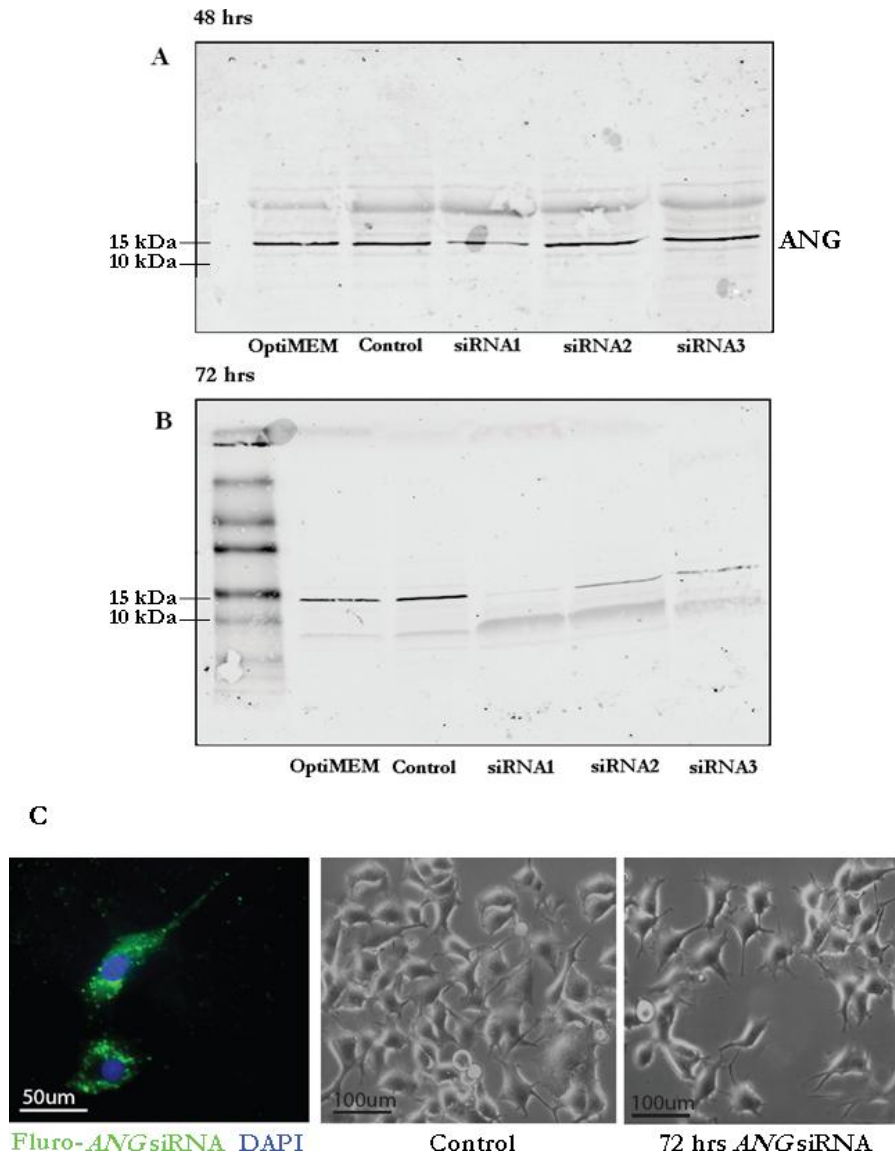 48 hrs
A
15 kDa
10 kDa
ANG
OptiMEM Control siRNA1 siRNA2 siRNA3
72 hrs
B
15 kDa
10 kDa
OptiMEM Control siRNA1 siRNA2 siRNA3
C
50um
100um
100um
Fluro-ANGsiRNA DAPI
Control
72 hrs ANGsiRNA